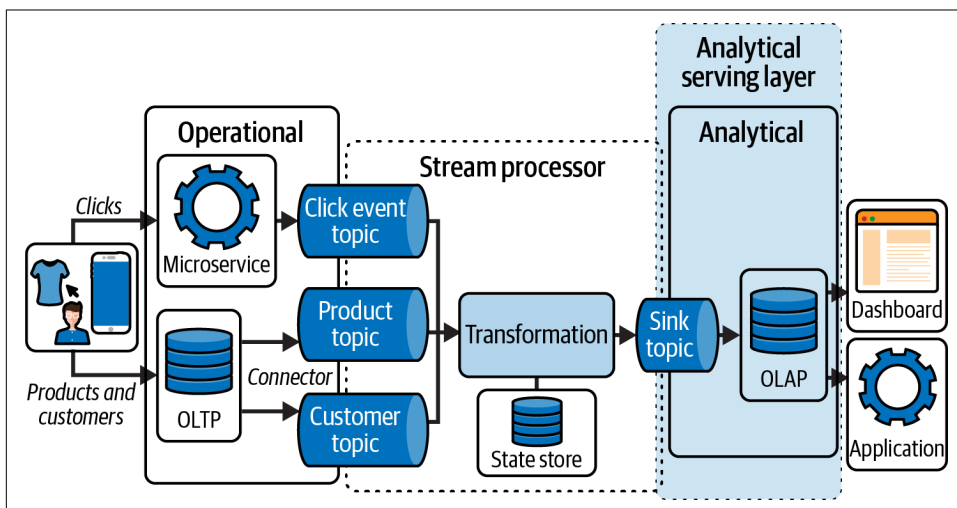 Analytical
serving layer
Operational
Analytical
Stream processor
Clicks
Click event
topic
Microservice
Product
topic
Transformation
Sink
topic
Dashboard
Products and
customers
Connector
OLTP
OLAP
Customer
topic
State store
Application